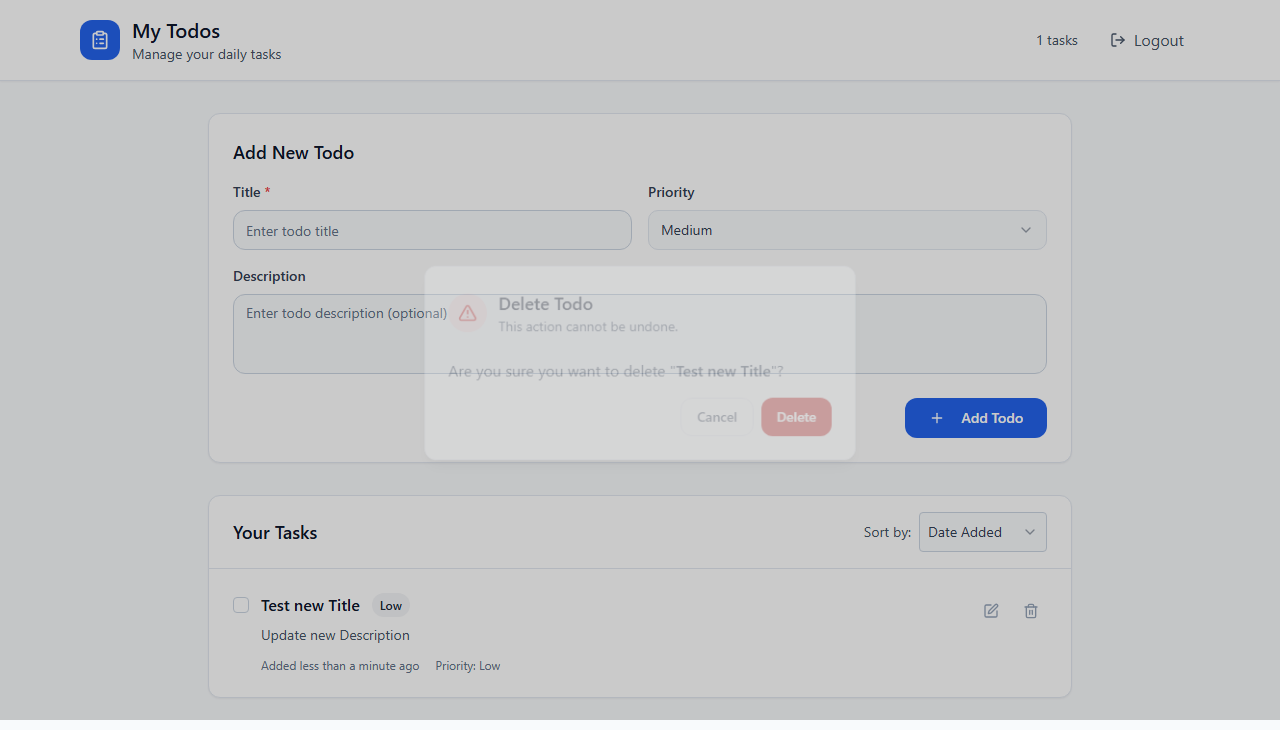 My Todos
Manage your daily tasks
1 tasks
Logout
Add New Todo
Title *
Priority
Enter todo title
Medium
Description
Enter todo description (optional)
Delete Todo
This action cannot be undone.
Are you sure you want to delete "Test new Title"?
Cancel
Delete
Add Todo
Your Tasks
Sort by:
Date Added
Test new Title
Low
Update new Description
Added less than a minute ago
Priority: Low